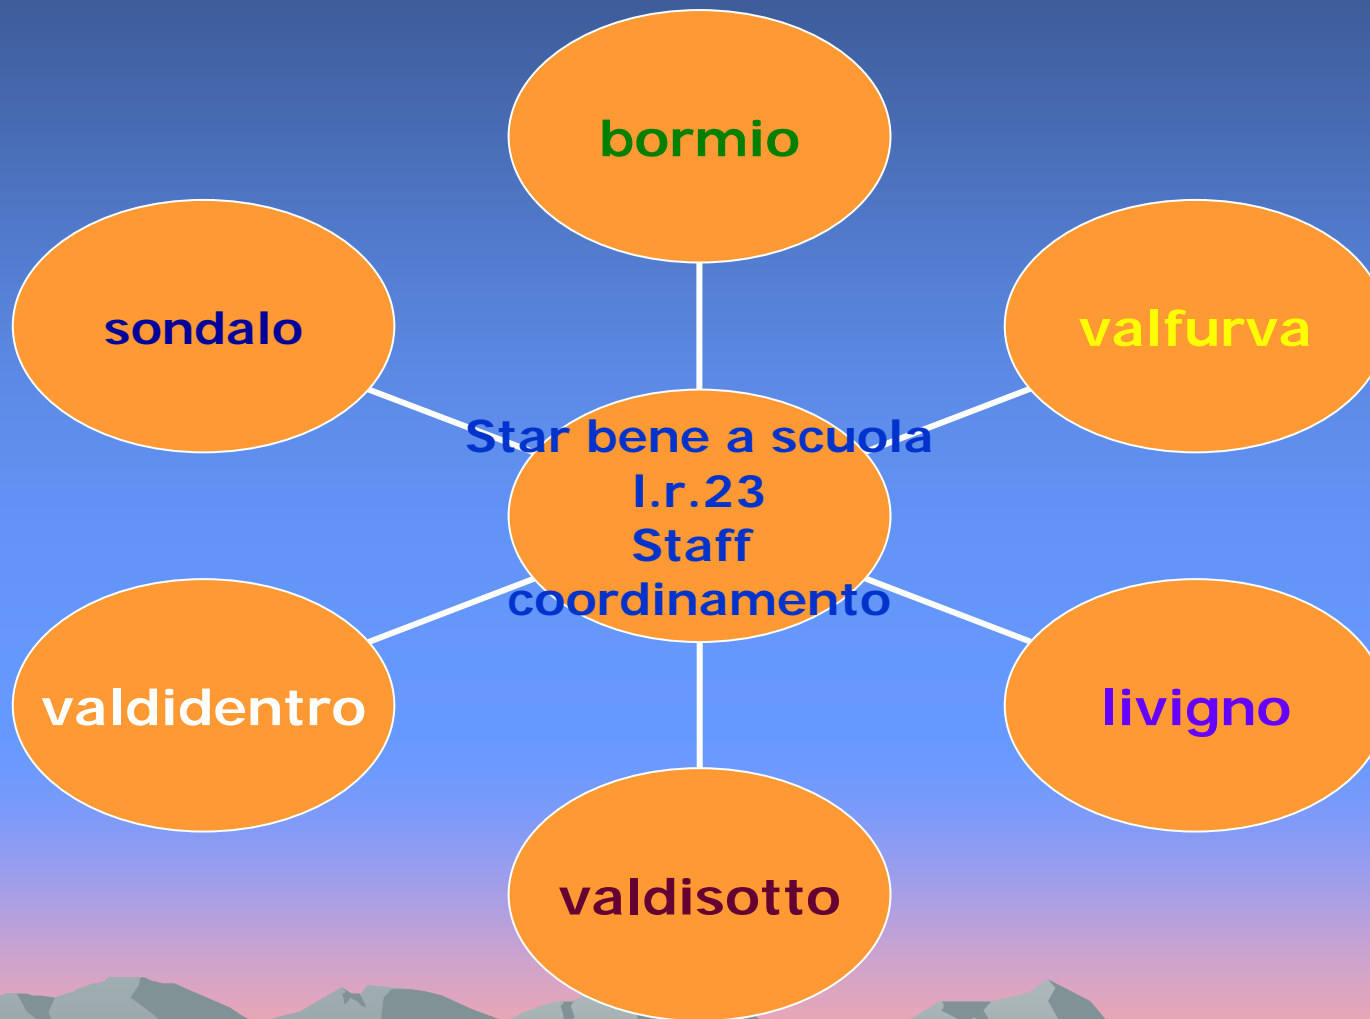 bormio
sondalo
valfurva
Star bene a scuola
l.r.23
Staff
coordinamento
valdidentro
livigno
valdisotto